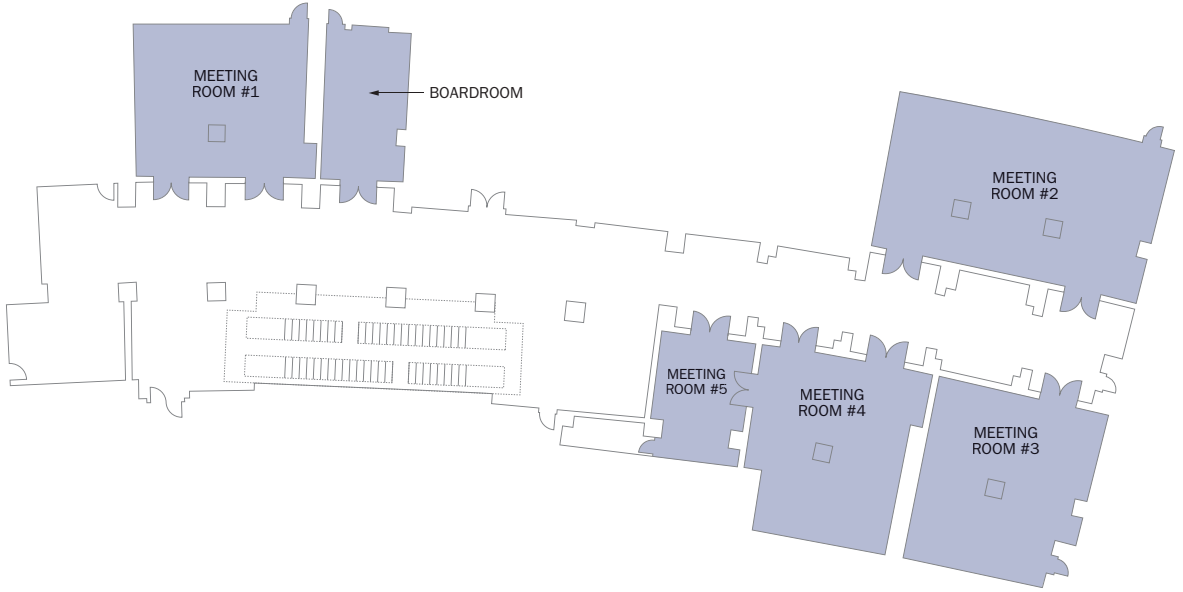 MEETING
ROOM #1
BOARDROOM
MEETING
ROOM #2
MEETING
ROOM #5
MEETING
ROOM #4
MEETING
ROOM #3